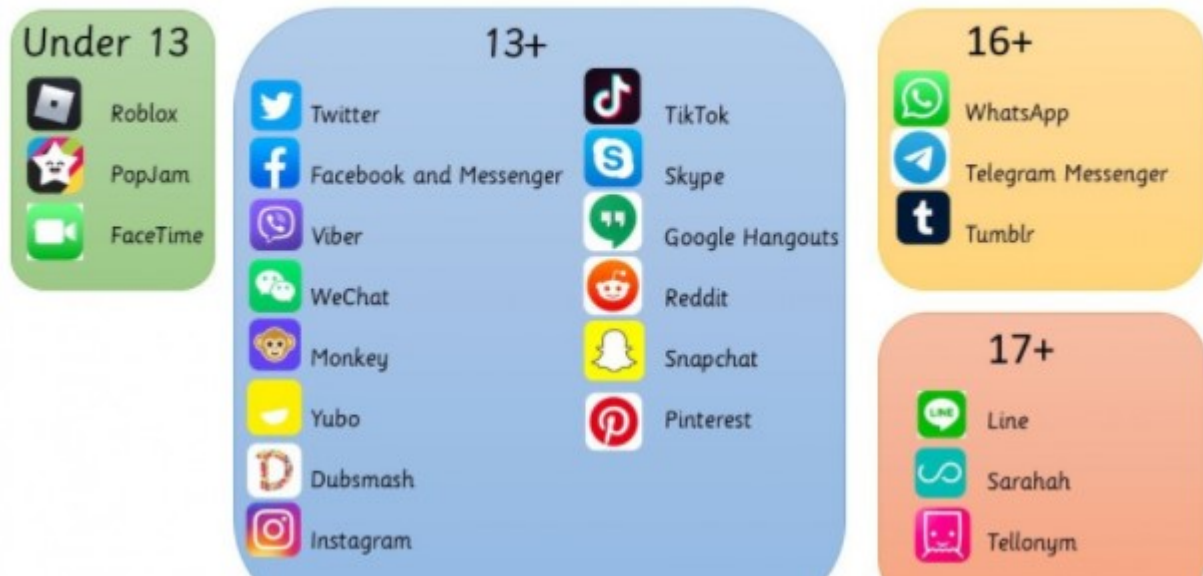 Under 13
Roblox
PopJam
FaceTime
13+
Twitter
Facebook and Messenger
Viber
WeChat
Monkey
Yubo
Dubsmash
Instagram
TikTok
Skype
Google Hangouts
Reddit
Snapchat
Pinterest
16+
WhatsApp
Telegram Messenger
Tumblr
17+
LINE
Line
Sarahah
Tellonym